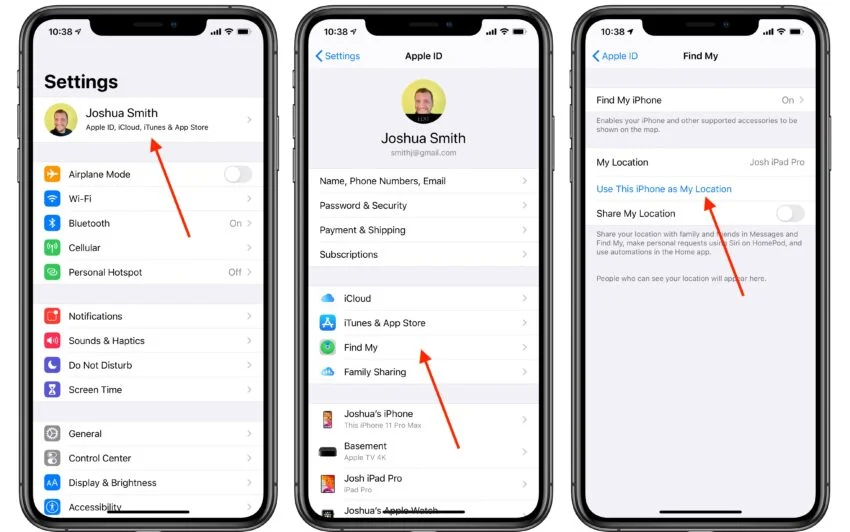 10:38
Settings
Joshua Smith
Apple ID, iCloud, iTunes & App Store
Airplane Mode
Wi-Fi
Bluetooth On
Cellular
Personal Hotspot Off
Notifications
Sounds & Haptics
Do Not Disturb
Screen Time
General
Control Center
Display & Brightness
Accessibility
10:38
Settings
Apple ID
Joshua Smith
smithj@gmail.com
Name, Phone Numbers, Email
Password & Security
Payment & Shipping
Subscriptions
iCloud
iTunes & App Store
Find My
Family Sharing
Joshua's iPhone
This iPhone 11 Pro Max
Basement
Apple TV 4K
Josh iPad Pro
iPad Pro
Joshua's Apple Watch
10:38
Apple ID
Find My
Find My iPhone On
Enables your iPhone and other supported accessories to be
shown on the map.
My Location Josh iPad Pro
Use This iPhone as My Location
Share My Location
Share your location with family and friends in Messages and
Find My, make personal requests using Siri on HomePod, and
use automations in the Home app.
People who can see your location will appear here.